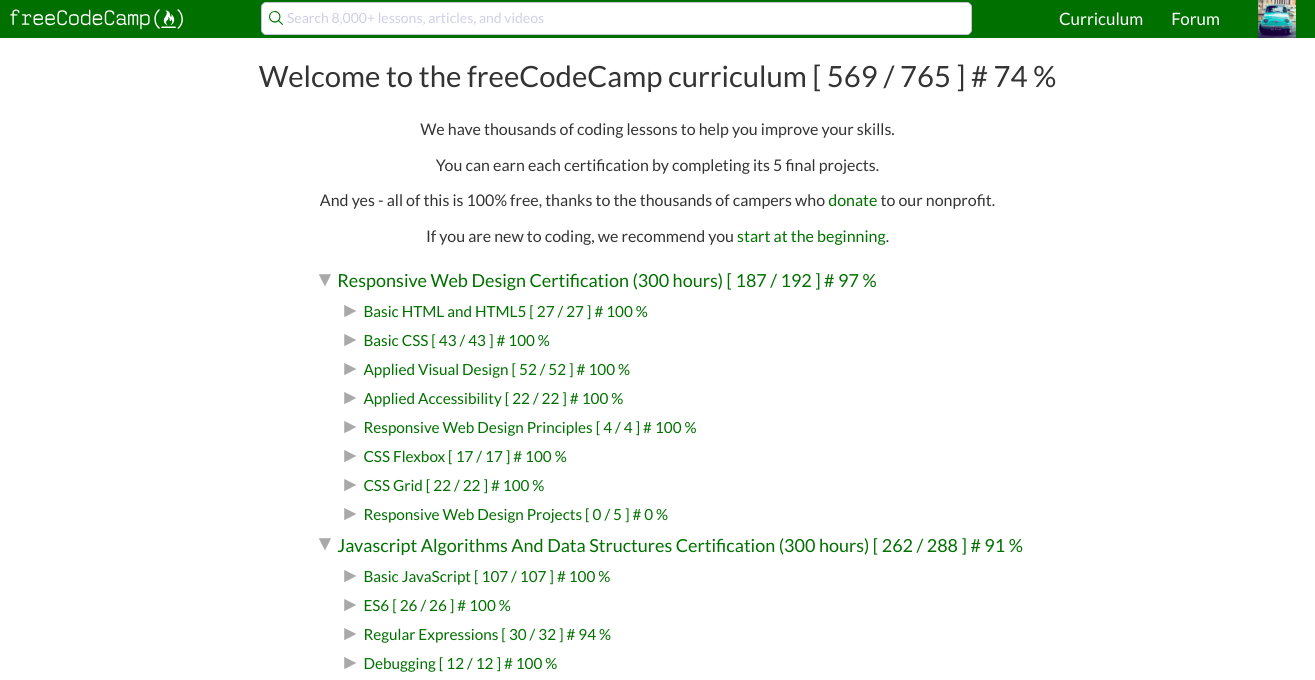 freeCodeCamp
Search 8,000+ lessons, articles, and videos
Curriculum
Forum
Welcome to the freeCodeCamp curriculum [ 569 / 765 ] # 74 %
We have thousands of coding lessons to help you improve your skills.
You can earn each certification by completing its 5 final projects.
And yes - all of this is 100% free, thanks to the thousands of campers who donate to our nonprofit.
If you are new to coding, we recommend you start at the beginning.
Responsive Web Design Certification (300 hours) [ 187 / 192 ] # 97 %
Basic HTML and HTML5 [ 27 / 27 ] # 100 %
Basic CSS [ 43 / 43 ] # 100 %
Applied Visual Design [ 52 / 52 ] # 100 %
Applied Accessibility [ 22 / 22 ] # 100 %
Responsive Web Design Principles [ 4 / 4 ] # 100 %
CSS Flexbox [ 17 / 17 ] # 100 %
CSS Grid [ 22 / 22 ] # 100 %
Responsive Web Design Projects [ 0 / 5 ] # 0 %
Javascript Algorithms And Data Structures Certification (300 hours) [ 262 / 288 ] # 91 %
Basic JavaScript [ 107 / 107 ] # 100 %
ES6 [ 26 / 26 ] # 100 %
Regular Expressions [ 30 / 32 ] # 94 %
Debugging [ 12 / 12 ] # 100 %